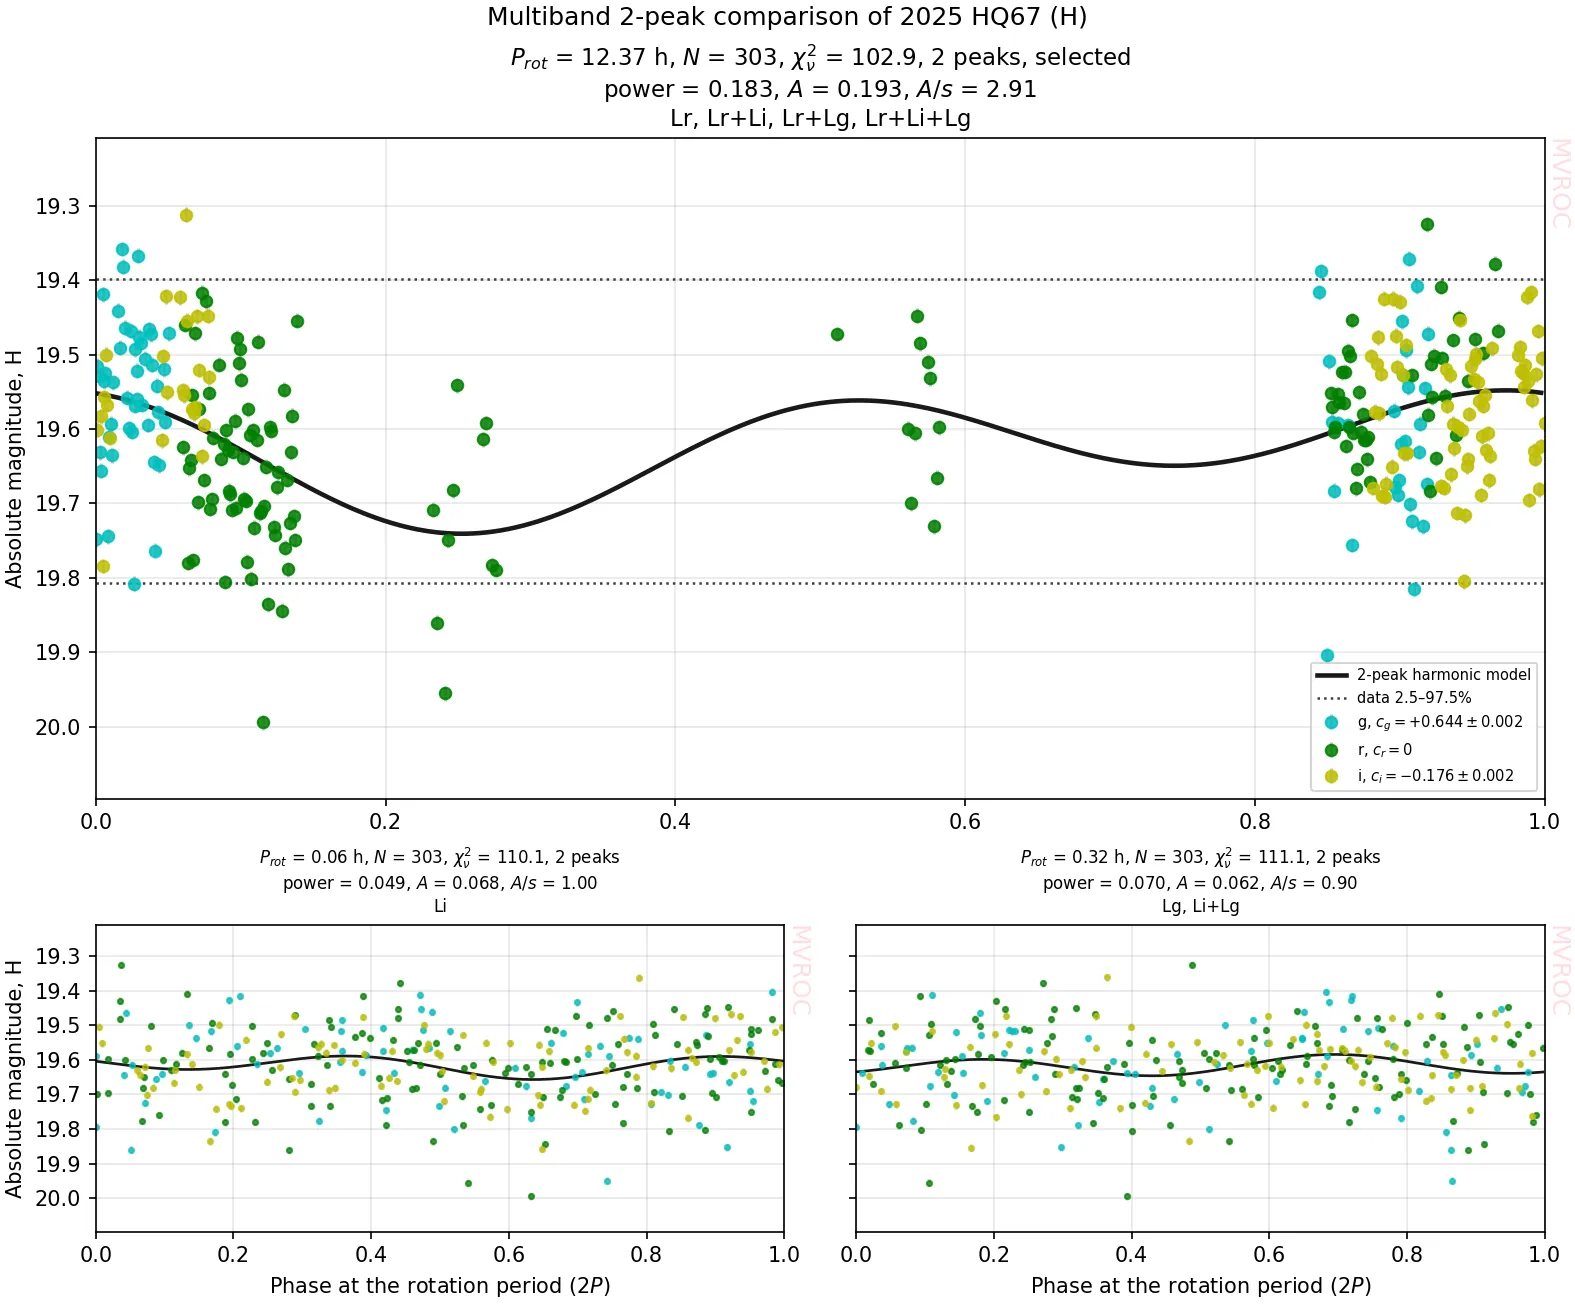 Multiband 2-peak comparison of 2025 HQ67 (H)
P_rot = 12.37 h, N = 303, χ²_ν = 102.9, 2 peaks, selected
power = 0.183, A = 0.193, A/s = 2.91
Lr, Lr+Li, Lr+Lg, Lr+Li+Lg
MVROC
Absolute magnitude, H
19.3
19.4
19.5
19.6
19.7
19.8
19.9
20.0
2-peak harmonic model
data 2.5–97.5%
g, c_g = +0.644 ± 0.002
r, c_r = 0
i, c_i = −0.176 ± 0.002
0.0 0.2 0.4 0.6 0.8 1.0
P_rot = 0.06 h, N = 303, χ²_ν = 110.1, 2 peaks
power = 0.049, A = 0.068, A/s = 1.00
Li
MVROC
Absolute magnitude, H
19.3
19.4
19.5
19.6
19.7
19.8
19.9
20.0
0.0 0.2 0.4 0.6 0.8 1.0
Phase at the rotation period (2P)
P_rot = 0.32 h, N = 303, χ²_ν = 111.1, 2 peaks
power = 0.070, A = 0.062, A/s = 0.90
Lg, Li+Lg
MVROC
0.0 0.2 0.4 0.6 0.8 1.0
Phase at the rotation period (2P)